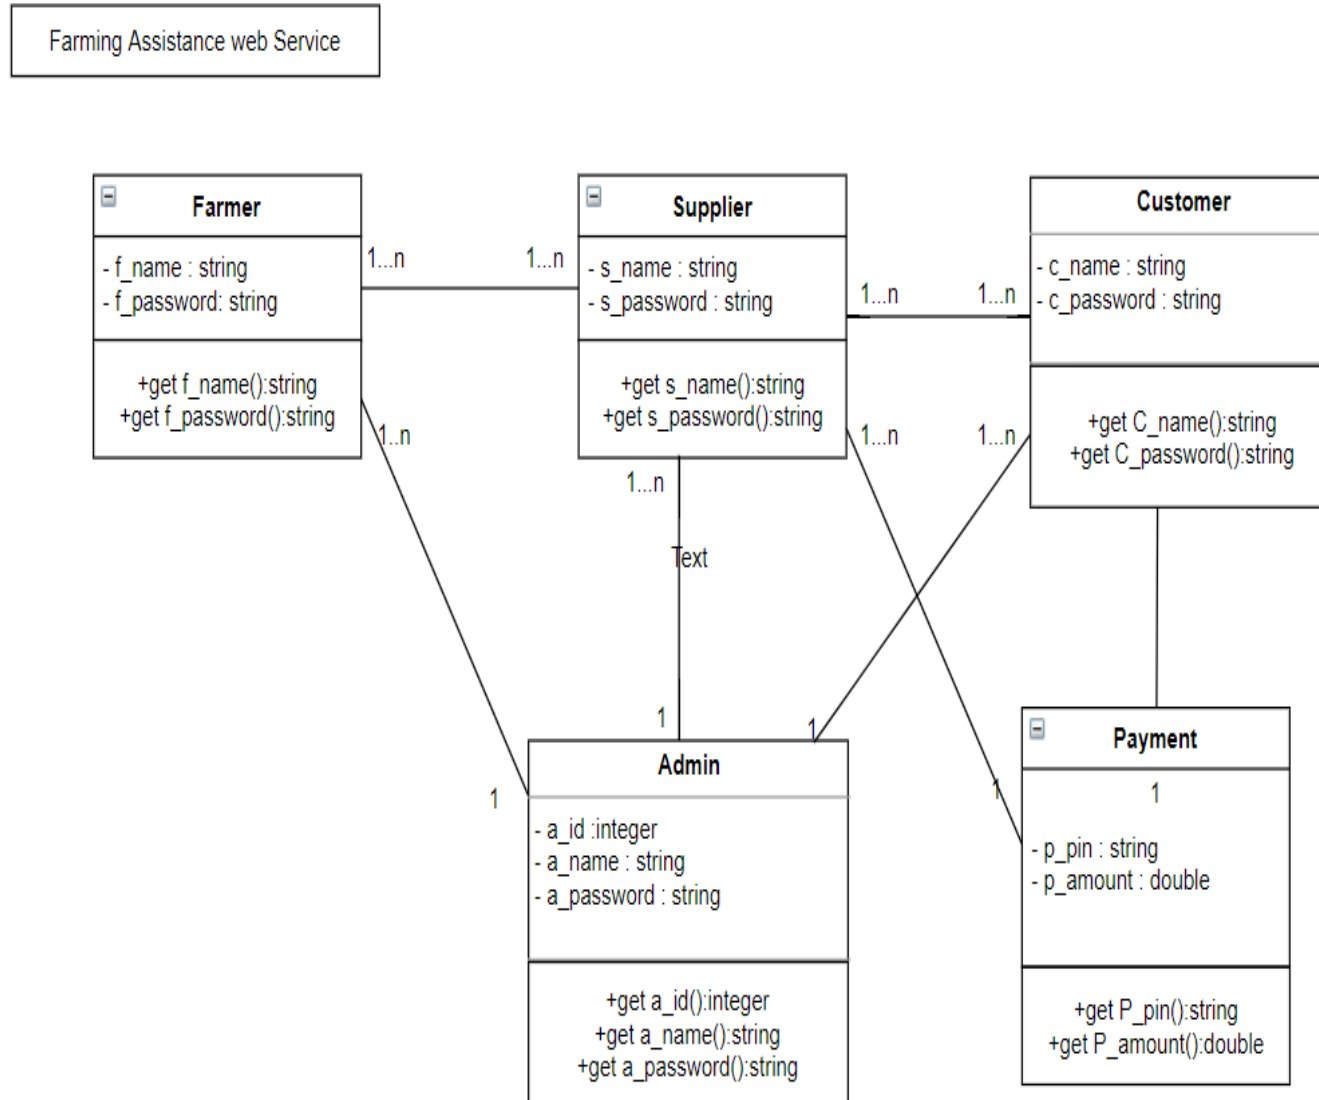 Farming Assistance web Service
Farmer
- f_name : string
- f_password: string
+get f_name():string
+get f_password():string
1...n
1...n
Supplier
- s_name : string
- s_password : string
+get s_name():string
+get s_password():string
1...n
1...n
Customer
- c_name : string
- c_password : string
+get C_name():string
+get C_password():string
1..n
1...n
1...n
1...n
Text
1
1
1
1
Admin
- a_id :integer
- a_name : string
- a_password : string
+get a_id():integer
+get a_name():string
+get a_password():string
Payment
1
- p_pin : string
- p_amount : double
+get P_pin():string
+get P_amount():double